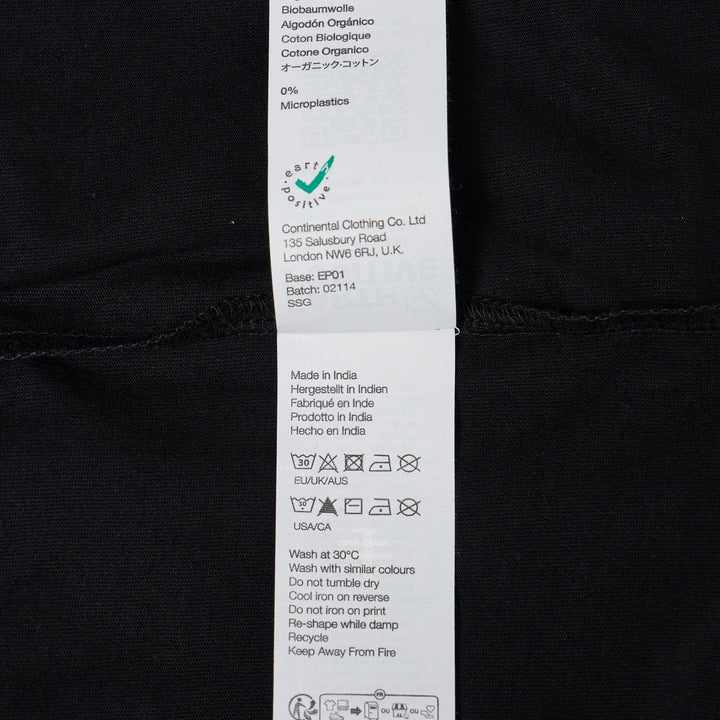 Biobaumwolle
Algodón Orgánico
Coton Biologique
Cotone Organico
オーガニック·コットン
0%
Microplastics
earth
positive
Continental Clothing Co. Ltd
135 Salusbury Road
London NW6 6RJ, U.K.
Base: EP01
Batch: 02114
SSG
Made in India
Hergestellt in Indien
Fabriqué en Inde
Prodotto in India
Hecho en India
30
EU/UK/AUS
30
USA/CA
Wash at 30°C
Wash with similar colours
Do not tumble dry
Cool iron on reverse
Do not iron on print
Re-shape while damp
Recycle
Keep Away From Fire
FR
OU OU